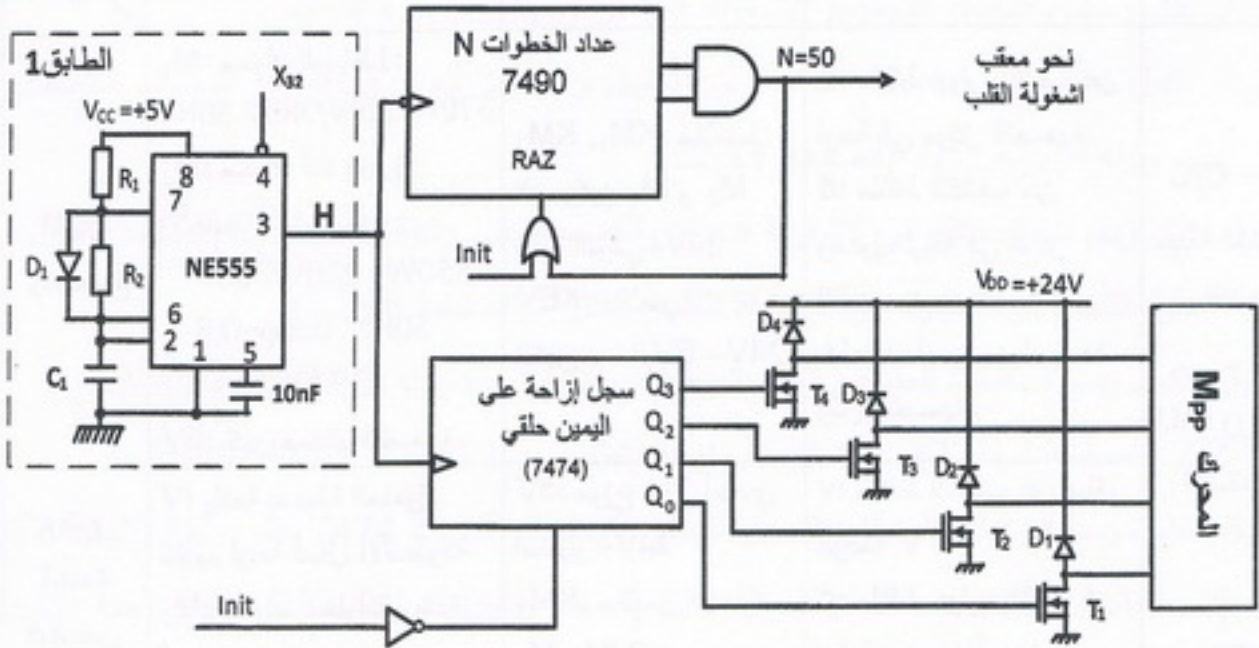 الطابق1
X32
VCC =+5V
R1
8
4
7
3
H
D1
R2
NE555
6
2
1
5
C1
10nF
عداد الخطوات N
7490
RAZ
Init
N=50
نحو معقب
اشغولة القلب
VDD =+24V
سجل إزاحة على
اليمين حلقي
(7474)
Q3
Q2
Q1
Q0
D4
T4
D3
T3
D2
T2
D1
T1
المحرك MPP
Init